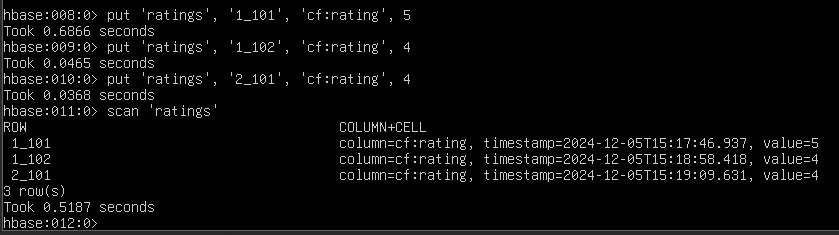 hbase:008:0> put 'ratings', '1_101', 'cf:rating', 5
Took 0.6866 seconds
hbase:009:0> put 'ratings', '1_102', 'cf:rating', 4
Took 0.0465 seconds
hbase:010:0> put 'ratings', '2_101', 'cf:rating', 4
Took 0.0368 seconds
hbase:011:0> scan 'ratings'
ROW COLUMN+CELL
1_101 column=cf:rating, timestamp=2024-12-05T15:17:46.937, value=5
1_102 column=cf:rating, timestamp=2024-12-05T15:18:58.418, value=4
2_101 column=cf:rating, timestamp=2024-12-05T15:19:09.631, value=4
3 row(s)
Took 0.5187 seconds
hbase:012:0>